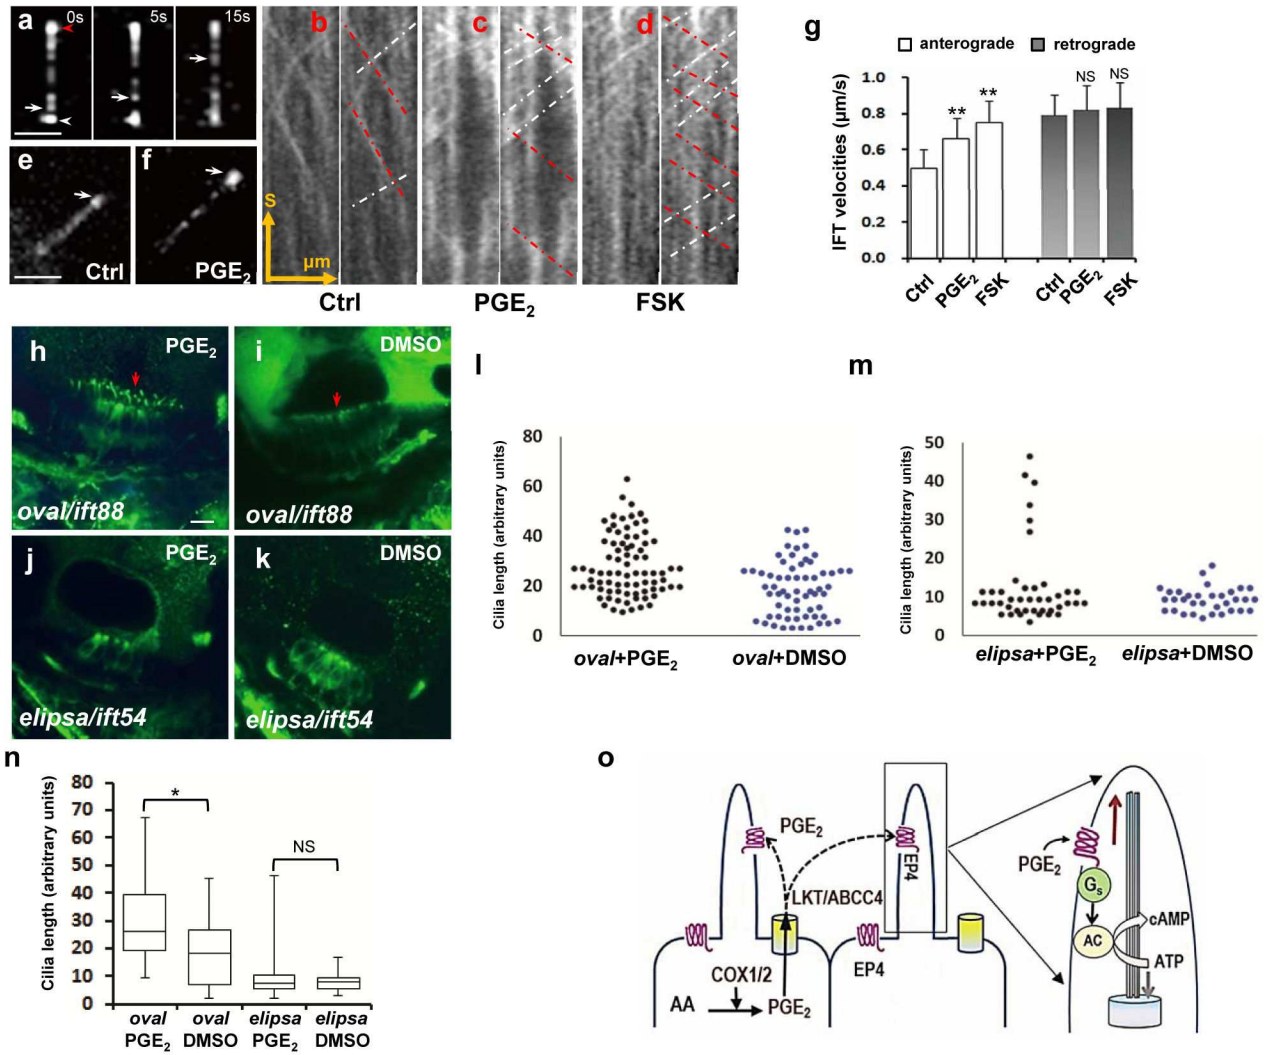 a 0s 5s 15s
b c d
e Ctrl
f PGE2
S
µm
Ctrl PGE2 FSK
g
anterograde retrograde
IFT velocities (µm/s)
1.0
0.8
0.6
0.4
0.2
0.0
** ** NS NS
Ctrl PGE2 FSK Ctrl PGE2 FSK
h PGE2
oval/ift88
i DMSO
oval/ift88
j PGE2
elipsa/ift54
k DMSO
elipsa/ift54
l
Cilia length (arbitrary units)
80
60
40
20
0
oval+PGE2 oval+DMSO
m
Cilia length (arbitrary units)
50
40
30
20
10
0
elipsa+PGE2 elipsa+DMSO
n
Cilia length (arbitrary units)
80
70
60
50
40
30
20
10
0
* NS
oval oval elipsa elipsa
PGE2 DMSO PGE2 DMSO
o
PGE2
LKT/ABCC4
EP4
EP4
COX1/2
AA PGE2
PGE2
Gs
AC
cAMP
ATP